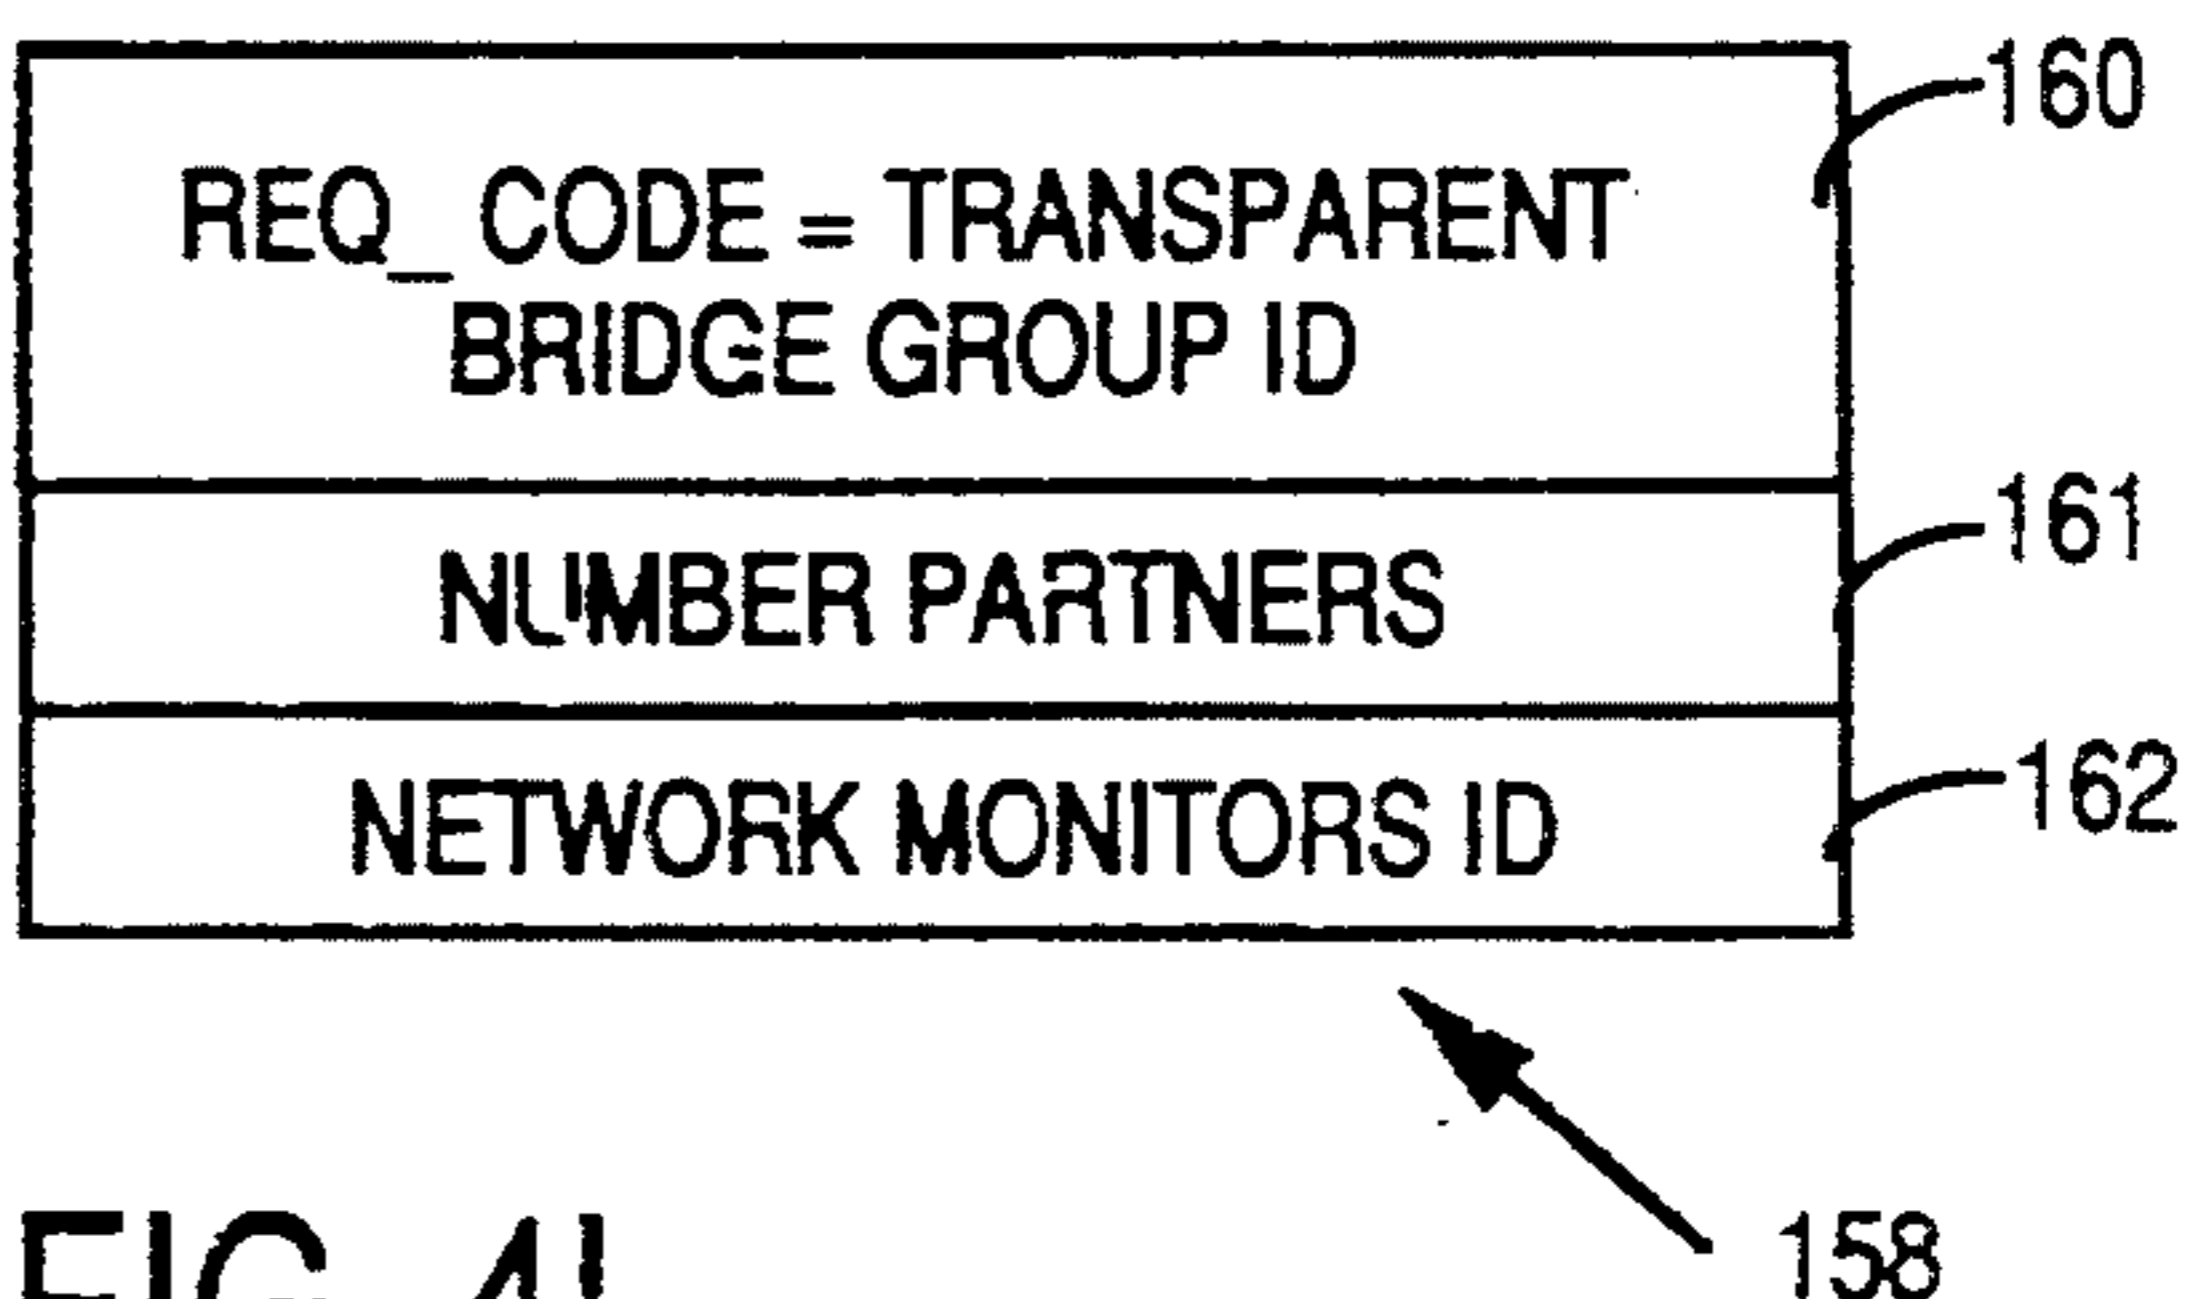 160
REQ_CODE = TRANSPARENT
BRIDGE GROUP ID
161
NUMBER PARTNERS
162
NETWORK MONITORS ID
158